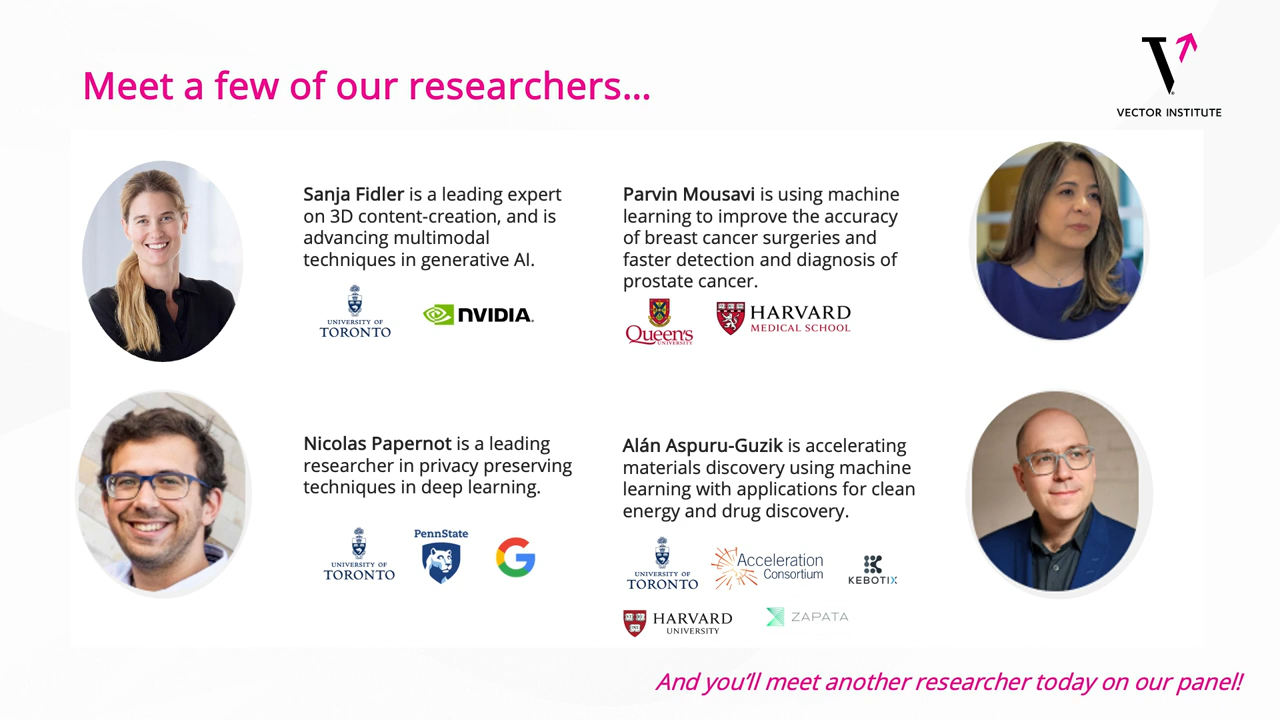 Meet a few of our researchers...
VECTOR INSTITUTE
Sanja Fidler is a leading expert
on 3D content-creation, and is
advancing multimodal
techniques in generative AI.
UNIVERSITY OF
TORONTO
NVIDIA.
Parvin Mousavi is using machine
learning to improve the accuracy
of breast cancer surgeries and
faster detection and diagnosis of
prostate cancer.
Queen's
UNIVERSITY
HARVARD
MEDICAL SCHOOL
Nicolas Papernot is a leading
researcher in privacy preserving
techniques in deep learning.
UNIVERSITY OF
TORONTO
PennState
G
Alán Aspuru-Guzik is accelerating
materials discovery using machine
learning with applications for clean
energy and drug discovery.
UNIVERSITY OF
TORONTO
Acceleration
Consortium
KEBOTIX
HARVARD
UNIVERSITY
ZAPATA
And you'll meet another researcher today on our panel!